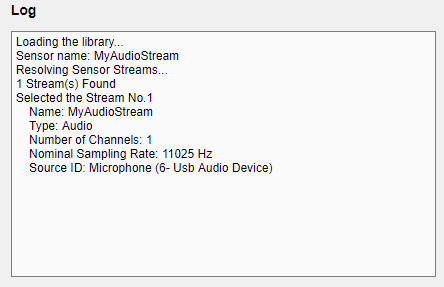 Log
Loading the library...
Sensor name: MyAudioStream
Resolving Sensor Streams...
1 Stream(s) Found
Selected the Stream No.1
Name: MyAudioStream
Type: Audio
Number of Channels: 1
Nominal Sampling Rate: 11025 Hz
Source ID: Microphone (6- Usb Audio Device)